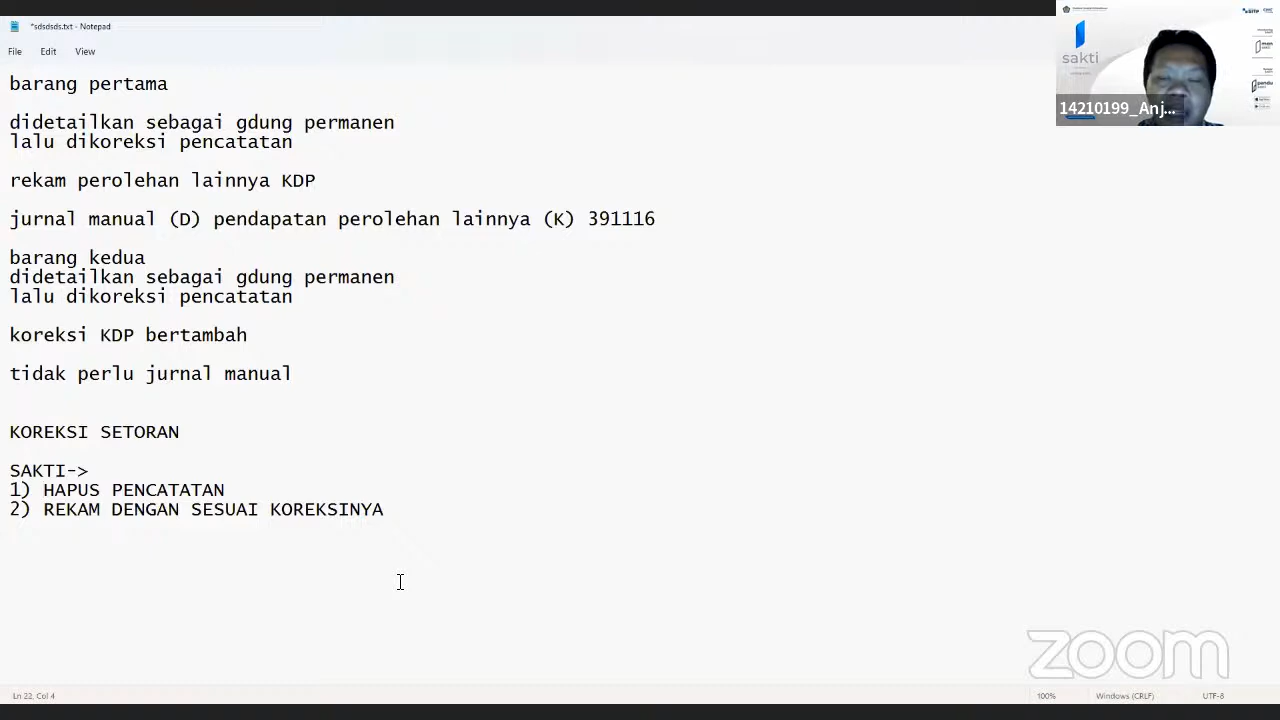 *sdsdsds.txt - Notepad
File Edit View
barang pertama
didetailkan sebagai gdung permanen
lalu dikoreksi pencatatan
rekam perolehan lainnya KDP
jurnal manual (D) pendapatan perolehan lainnya (K) 391116
barang kedua
didetailkan sebagai gdung permanen
lalu dikoreksi pencatatan
koreksi KDP bertambah
tidak perlu jurnal manual
KOREKSI SETORAN
SAKTI->
1) HAPUS PENCATATAN
2) REKAM DENGAN SESUAI KOREKSINYA
sakti
14210199_Anj...
zoom
Ln 22, Col 4
100%
Windows (CRLF)
UTF-8